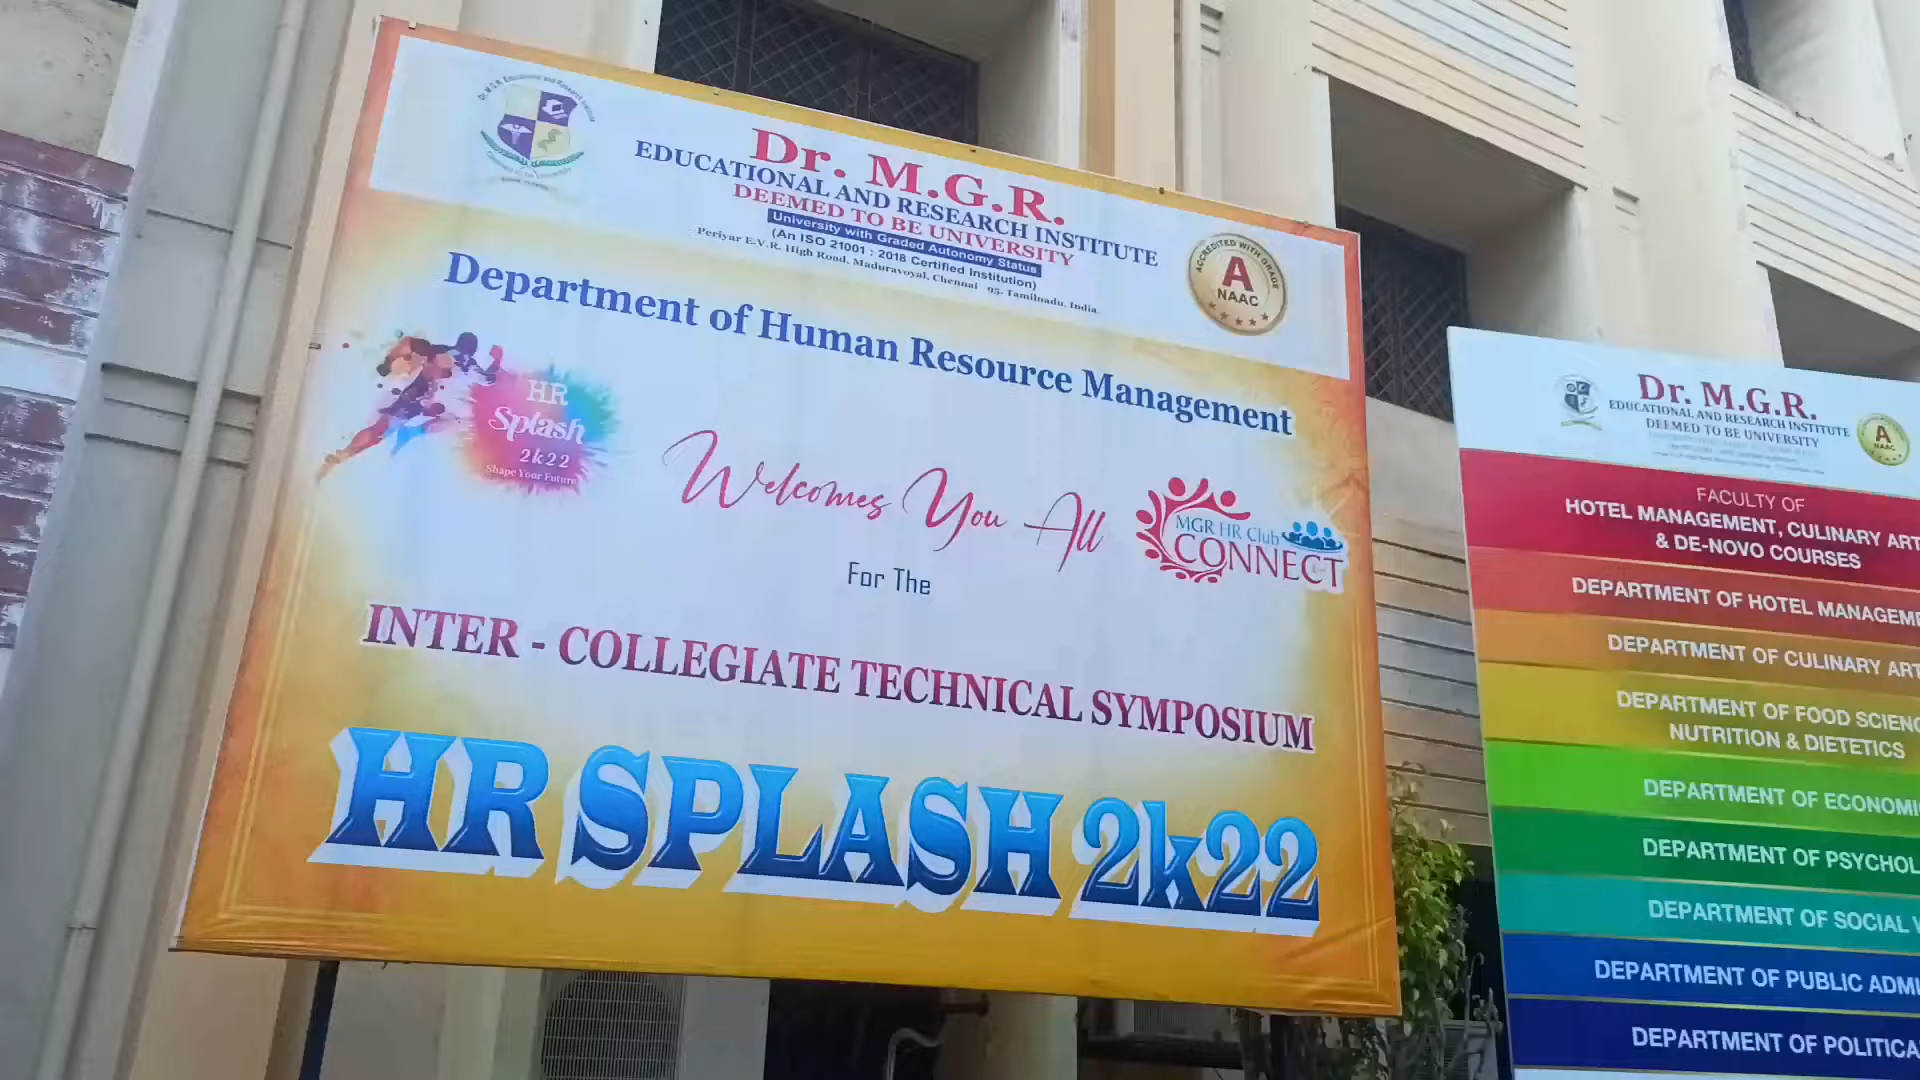 Dr. M.G.R.
EDUCATIONAL AND RESEARCH INSTITUTE
DEEMED TO BE UNIVERSITY
University with Graded Autonomy Status
(An ISO 21001 : 2018 Certified Institution)
Periyar E.V.R. High Road, Maduravoyal, Chennai - 95. Tamilnadu. India.
ACCREDITED WITH GRADE
A
NAAC
Department of Human Resource Management
HR
Splash
2k22
Shape Your Future
Welcomes You All
MGR HR Club
CONNECT
For The
INTER - COLLEGIATE TECHNICAL SYMPOSIUM
HR SPLASH 2k22
Dr. M.G.R.
EDUCATIONAL AND RESEARCH INSTITUTE
DEEMED TO BE UNIVERSITY
A
NAAC
FACULTY OF
HOTEL MANAGEMENT, CULINARY ART
& DE-NOVO COURSES
DEPARTMENT OF HOTEL MANAGEME
DEPARTMENT OF CULINARY ART
DEPARTMENT OF FOOD SCIENC
NUTRITION & DIETETICS
DEPARTMENT OF ECONOMI
DEPARTMENT OF PSYCHOL
DEPARTMENT OF SOCIAL
DEPARTMENT OF PUBLIC ADMI
DEPARTMENT OF POLITICA